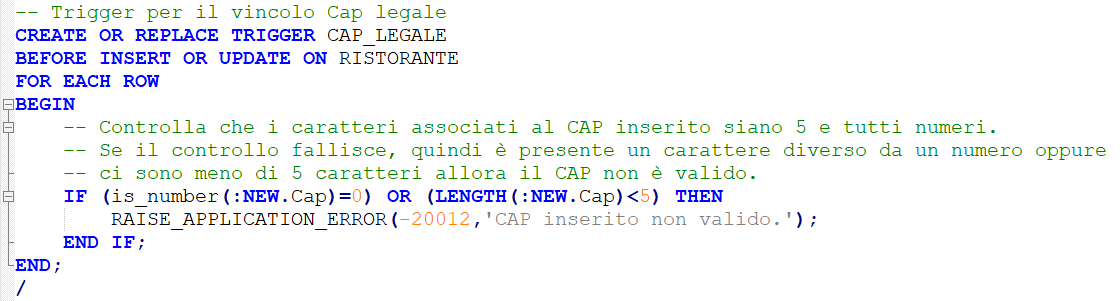 -- Trigger per il vincolo Cap legale
CREATE OR REPLACE TRIGGER CAP_LEGALE
BEFORE INSERT OR UPDATE ON RISTORANTE
FOR EACH ROW
BEGIN
    -- Controlla che i caratteri associati al CAP inserito siano 5 e tutti numeri.
    -- Se il controllo fallisce, quindi è presente un carattere diverso da un numero oppure
    -- ci sono meno di 5 caratteri allora il CAP non è valido.
    IF (is_number(:NEW.Cap)=0) OR (LENGTH(:NEW.Cap)<5) THEN
        RAISE_APPLICATION_ERROR(-20012,'CAP inserito non valido.');
    END IF;
END;
/